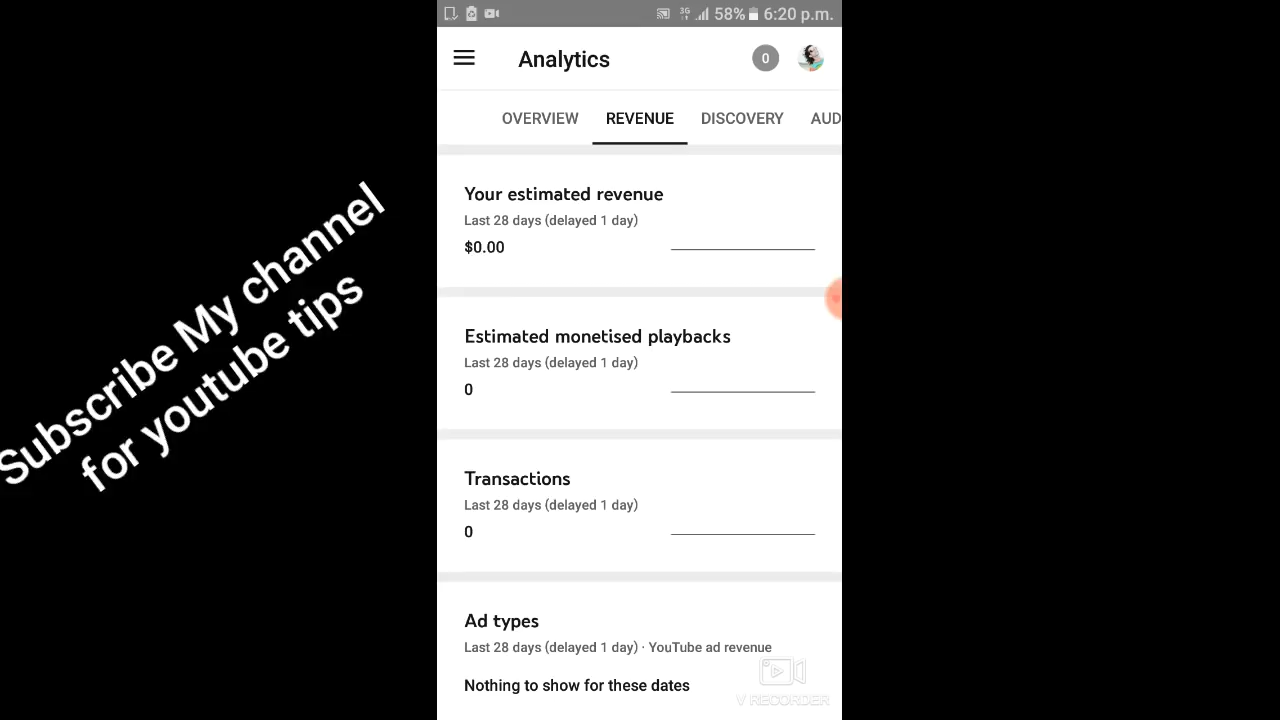 3G 58% 6:20 p.m.
Analytics 0
OVERVIEW REVENUE DISCOVERY AUD
Your estimated revenue
Last 28 days (delayed 1 day)
$0.00
Estimated monetised playbacks
Last 28 days (delayed 1 day)
0
Transactions
Last 28 days (delayed 1 day)
0
Ad types
Last 28 days (delayed 1 day) · YouTube ad revenue
Nothing to show for these dates
V RECORDER
Subscribe My channel
for youtube tips